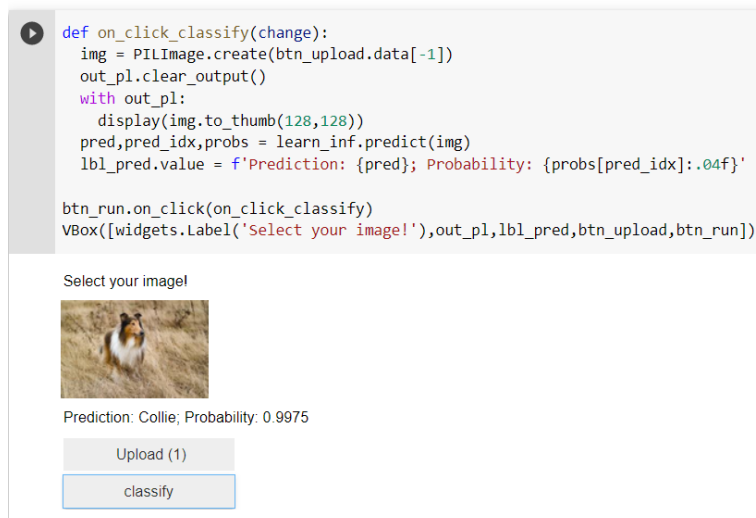 def on_click_classify(change):
  img = PILImage.create(btn_upload.data[-1])
  out_pl.clear_output()
  with out_pl:
    display(img.to_thumb(128,128))
  pred,pred_idx,probs = learn_inf.predict(img)
  lbl_pred.value = f'Prediction: {pred}; Probability: {probs[pred_idx]:.04f}'

btn_run.on_click(on_click_classify)
VBox([widgets.Label('Select your image!'),out_pl,lbl_pred,btn_upload,btn_run])
Select your image!
Prediction: Collie; Probability: 0.9975
Upload (1)
classify